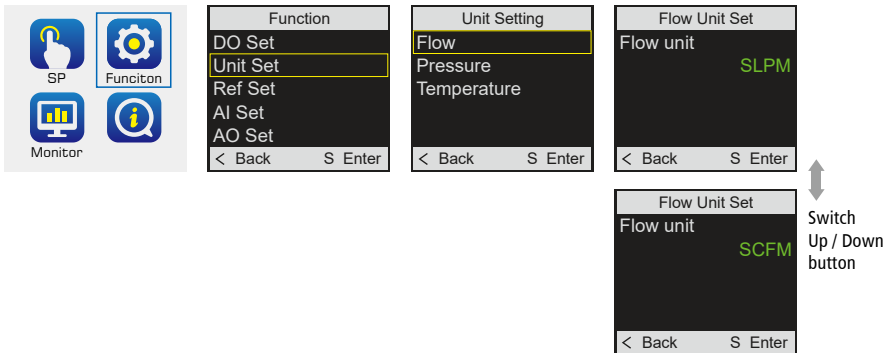 SP
Funciton
Monitor
Function
DO Set
Unit Set
Ref Set
AI Set
AO Set
< Back S Enter
Unit Setting
Flow
Pressure
Temperature
< Back S Enter
Flow Unit Set
Flow unit
SLPM
< Back S Enter
Flow Unit Set
Flow unit
SCFM
< Back S Enter
Switch
Up / Down
button